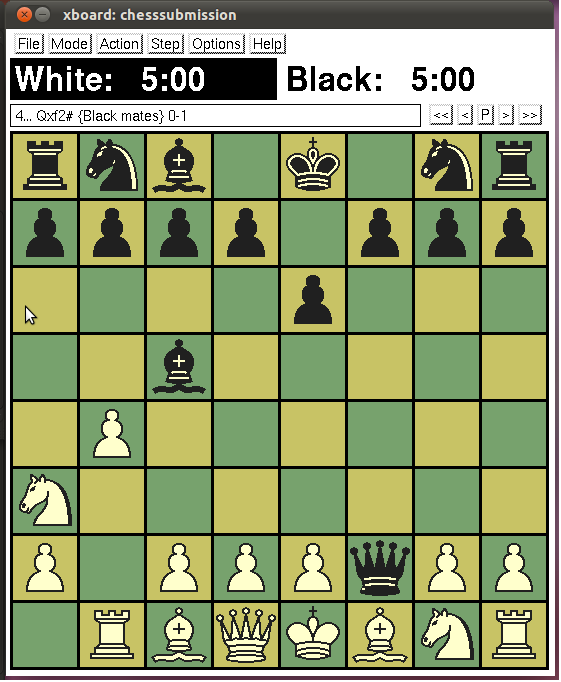 xboard: chesssubmission
File Mode Action Step Options Help
White: 5:00 Black: 5:00
4... Qxf2# {Black mates} 0-1 << < P > >>